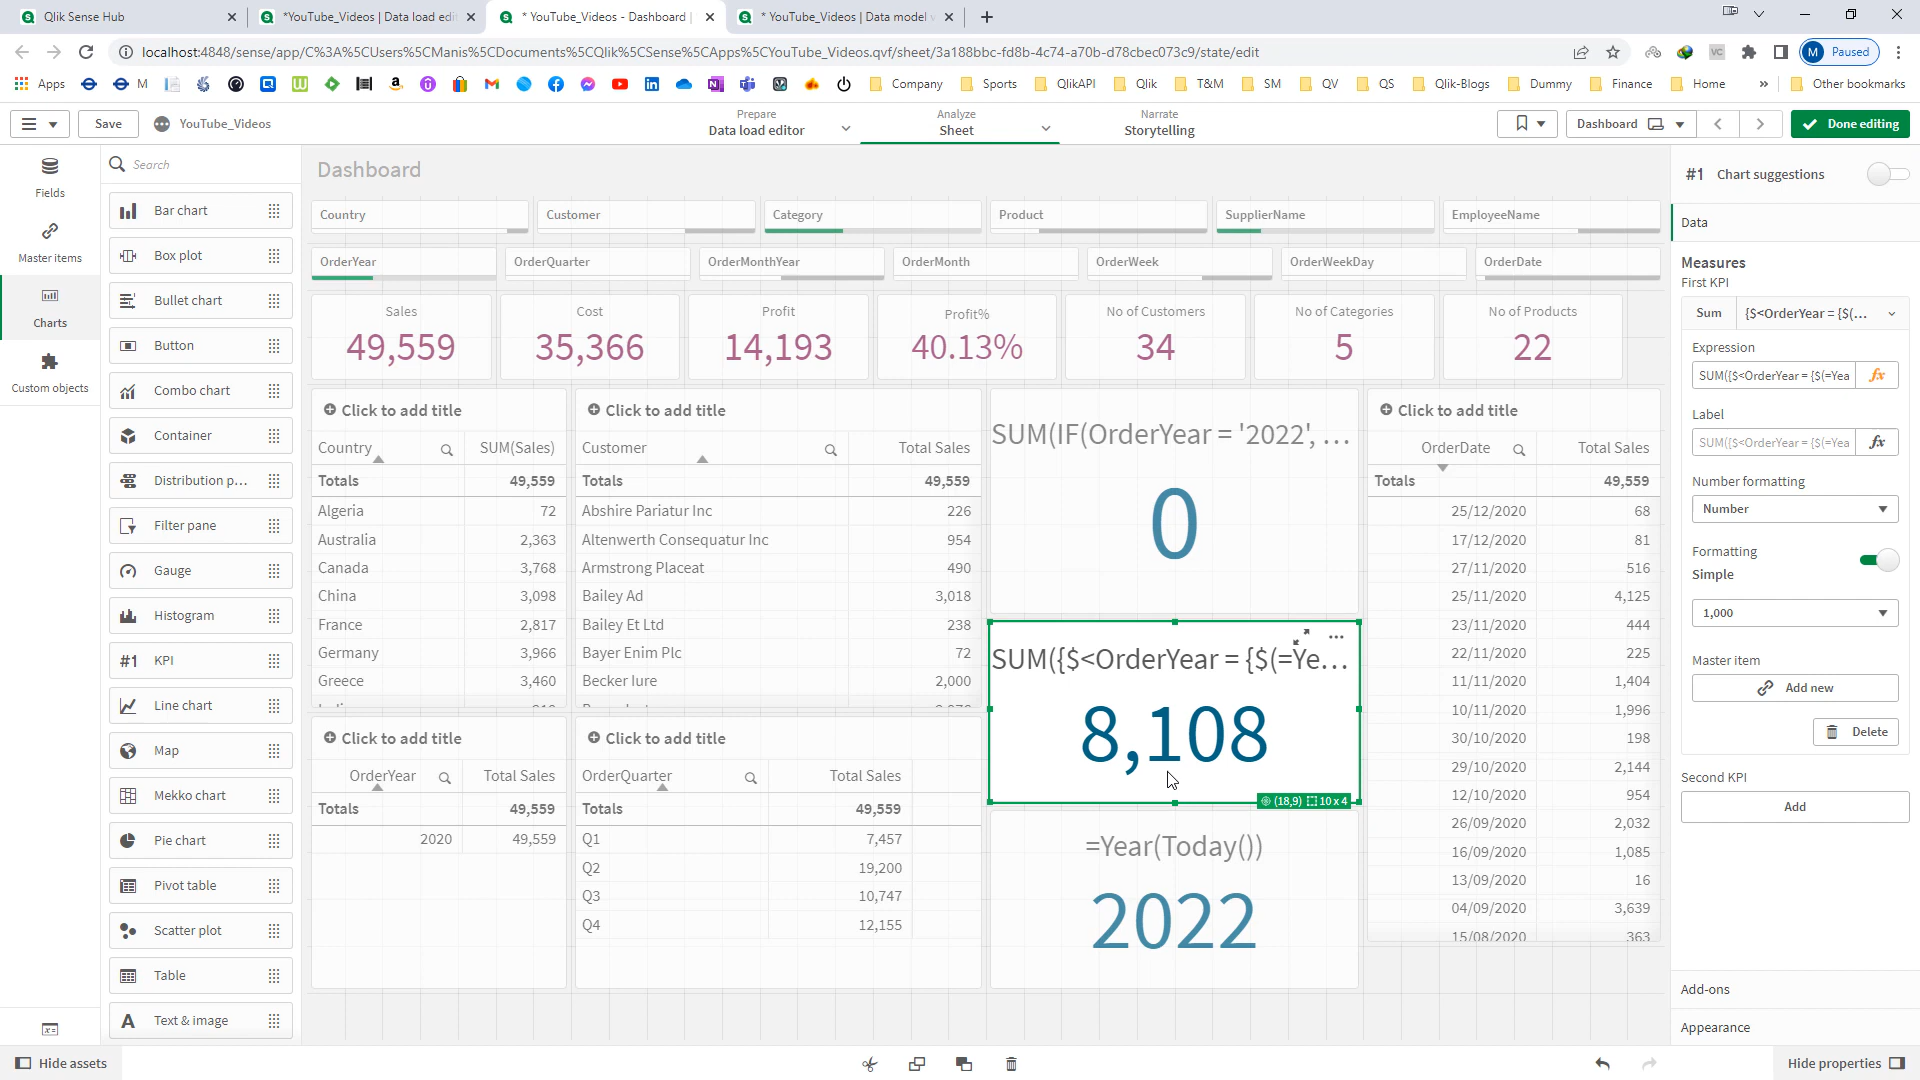 Qlik Sense Hub
*YouTube_Videos | Data load edi
* YouTube_Videos - Dashboard |
* YouTube_Videos | Data model
localhost:4848/sense/app/C%3A%5CUsers%5CManis%5CDocuments%5CQlik%5CSense%5CApps%5CYouTube_Videos.qvf/sheet/3a188bbc-fd8b-4c74-a70b-d78cbec073c9/state/edit
M Paused
Apps M Company Sports QlikAPI Qlik T&M SM QV QS Qlik-Blogs Dummy Finance Home » Other bookmarks
Save
YouTube_Videos
Prepare
Data load editor
Analyze
Sheet
Narrate
Storytelling
Dashboard
Done editing
Fields
Master items
Charts
Custom objects
Search
Bar chart
Box plot
Bullet chart
Button
Combo chart
Container
Distribution p...
Filter pane
Gauge
Histogram
#1 KPI
Line chart
Map
Mekko chart
Pie chart
Pivot table
Scatter plot
Table
A Text & image
Dashboard
Country Customer Category Product SupplierName EmployeeName
OrderYear OrderQuarter OrderMonthYear OrderMonth OrderWeek OrderWeekDay OrderDate
Sales
49,559
Cost
35,366
Profit
14,193
Profit%
40.13%
No of Customers
34
No of Categories
5
No of Products
22
Click to add title
Country SUM(Sales)
Totals 49,559
Algeria 72
Australia 2,363
Canada 3,768
China 3,098
France 2,817
Germany 3,966
Greece 3,460
Click to add title
Customer Total Sales
Totals 49,559
Abshire Pariatur Inc 226
Altenwerth Consequatur Inc 954
Armstrong Placeat 490
Bailey Ad 3,018
Bailey Et Ltd 238
Bayer Enim Plc 72
Becker Iure 2,000
SUM(IF(OrderYear = '2022', ...
0
SUM({$<OrderYear = {$(=Ye...
8,108
(18,9) 10 x 4
=Year(Today())
2022
Click to add title
OrderDate Total Sales
Totals 49,559
25/12/2020 68
17/12/2020 81
27/11/2020 516
25/11/2020 4,125
23/11/2020 444
22/11/2020 225
11/11/2020 1,404
10/11/2020 1,996
30/10/2020 198
29/10/2020 2,144
12/10/2020 954
26/09/2020 2,032
16/09/2020 1,085
13/09/2020 16
04/09/2020 3,639
15/08/2020 363
Click to add title
OrderYear Total Sales
Totals 49,559
2020 49,559
Click to add title
OrderQuarter Total Sales
Totals 49,559
Q1 7,457
Q2 19,200
Q3 10,747
Q4 12,155
#1 Chart suggestions
Data
Measures
First KPI
Sum {$<OrderYear = {$(...
Expression
SUM({$<OrderYear = {$(=Yea fx
Label
SUM({$<OrderYear = {$(=Yea fx
Number formatting
Number
Formatting
Simple
1,000
Master item
Add new
Delete
Second KPI
Add
Add-ons
Appearance
Hide assets
Hide properties